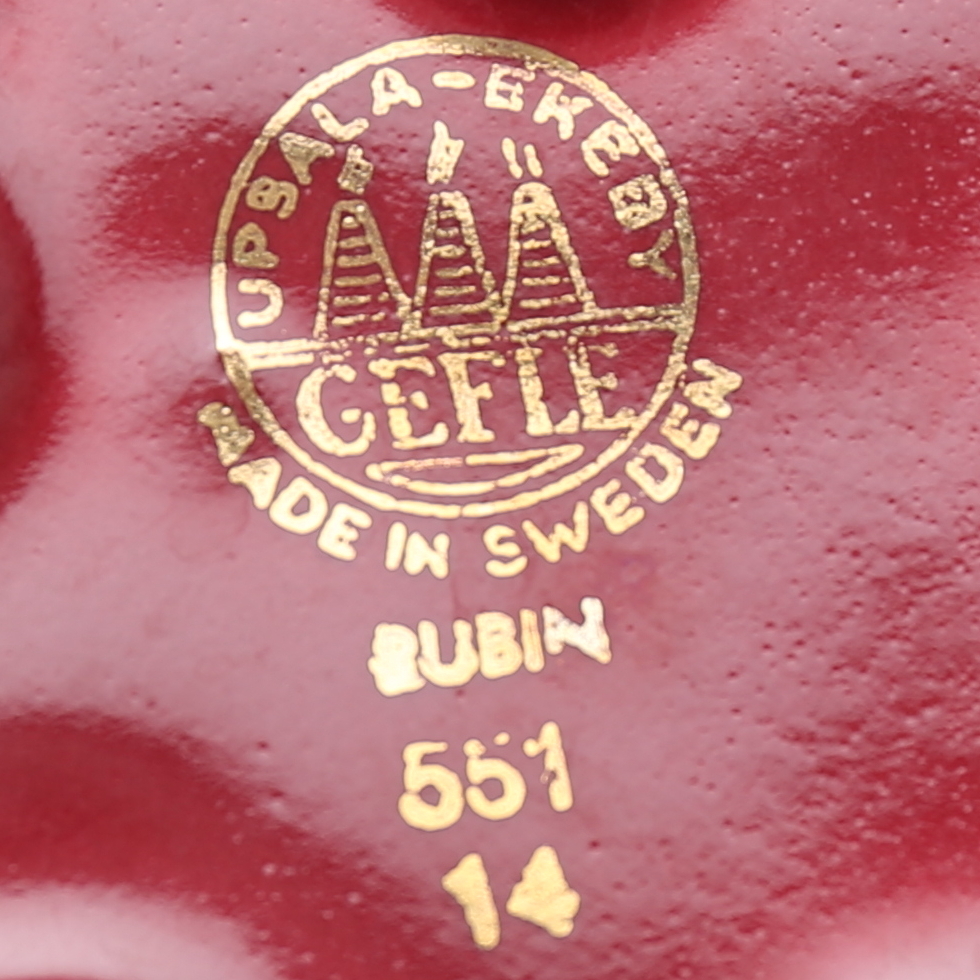 UPSALA-EKEBY
GEFLE
MADE IN SWEDEN
RUBIN
551
14